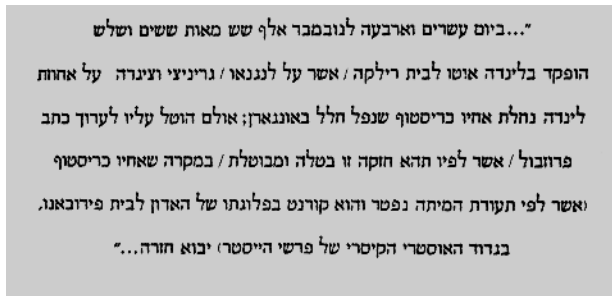 "...ביום עשרים וארבעה לנובמבר אלף שש מאות ששים ושלש
הופקד בלינדה אוטו לבית רילקה / אשר על לנגנאו / גריניצי וציגרה על אחוזת
לינדה נחלת אחיו כריסטוף שנפל חלל באונגארן; אולם הוטל עליו לערוך כתב
פרוזבול / אשר לפיו תהא חזקה זו בטלה ומבוטלת / במקרה שאחיו כריסטוף
(אשר לפי תעודת המיתה נפטר והוא קורנט בפלוגתו של האדון לבית פירובאנו,
בגדוד האוסטרי הקיסרי של פרשי הייסטר) יבוא חזרה..."